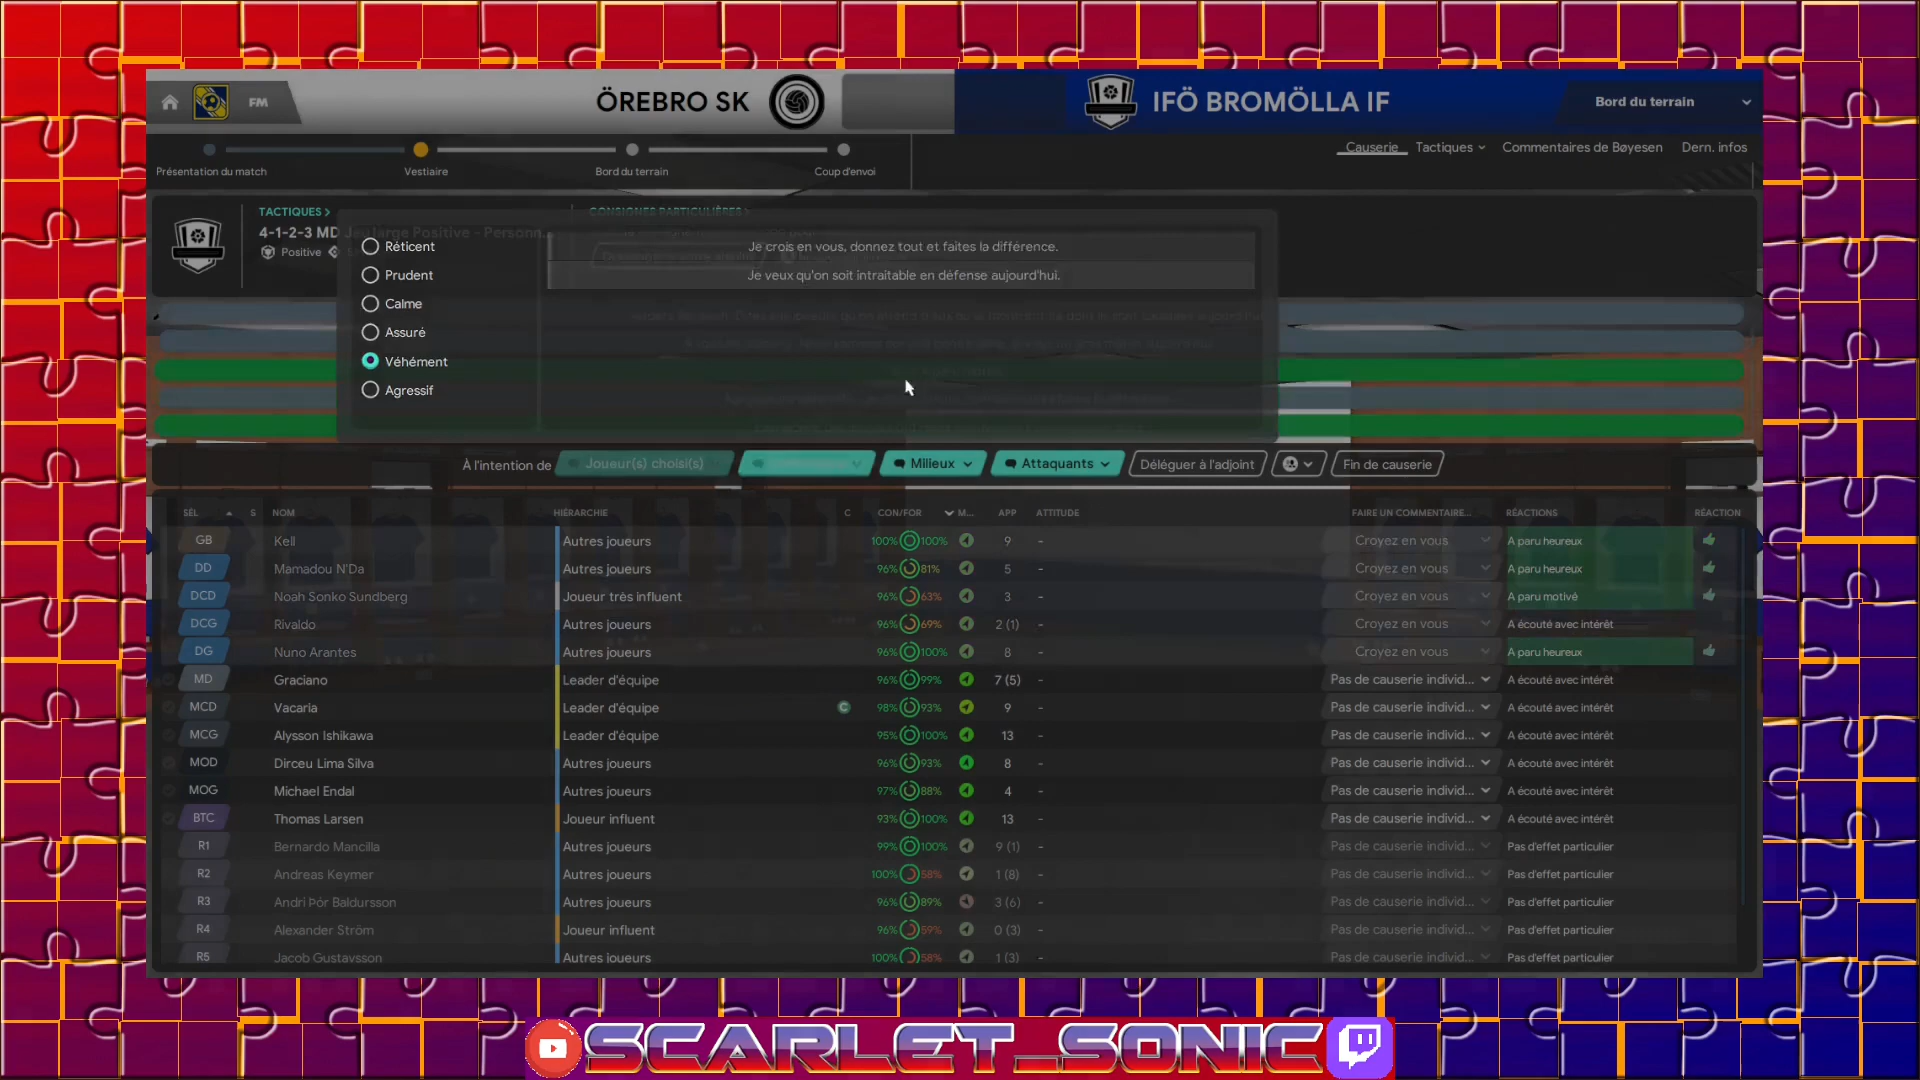 FM
ÖREBRO SK
IFÖ BROMÖLLA IF
Bord du terrain
Présentation du match
Vestiaire
Bord du terrain
Coup d'envoi
Causerie
Tactiques
Commentaires de Bøyesen
Dern. infos
TACTIQUES >
CONSIGNES PARTICULIÈRES >
4-1-2-3 MD Jeu large Positive - Personn...
Positive
Réticent
Prudent
Calme
Assuré
Véhément
Agressif
Je crois en vous, donnez tout et faites la différence.
Je veux qu'on soit intraitable en défense aujourd'hui.
À l'intention de
Joueur(s) choisi(s)
Milieux
Attaquants
Déléguer à l'adjoint
Fin de causerie
SÉL S NOM HIÉRARCHIE C CON/FOR M... APP ATTITUDE FAIRE UN COMMENTAIRE... RÉACTIONS RÉACTION
GB Kell Autres joueurs 100% 100% 9 - Croyez en vous A paru heureux
DD Mamadou N'Da Autres joueurs 96% 81% 5 - Croyez en vous A paru heureux
DCD Noah Sonko Sundberg Joueur très influent 96% 63% 3 - Croyez en vous A paru motivé
DCG Rivaldo Autres joueurs 96% 69% 2 (1) - Croyez en vous A écouté avec intérêt
DG Nuno Arantes Autres joueurs 96% 100% 8 - Croyez en vous A paru heureux
MD Graciano Leader d'équipe 96% 99% 7 (5) - Pas de causerie individ... A écouté avec intérêt
MCD Vacaria Leader d'équipe C 98% 93% 9 - Pas de causerie individ... A écouté avec intérêt
MCG Alysson Ishikawa Leader d'équipe 95% 100% 13 - Pas de causerie individ... A écouté avec intérêt
MOD Dirceu Lima Silva Autres joueurs 96% 93% 8 - Pas de causerie individ... A écouté avec intérêt
MOG Michael Endal Autres joueurs 97% 88% 4 - Pas de causerie individ... A écouté avec intérêt
BTC Thomas Larsen Joueur influent 93% 100% 13 - Pas de causerie individ... A écouté avec intérêt
R1 Bernardo Mancilla Autres joueurs 99% 100% 9 (1) - Pas de causerie individ... Pas d'effet particulier
R2 Andreas Keymer Autres joueurs 100% 58% 1 (8) - Pas de causerie individ... Pas d'effet particulier
R3 Andri Þór Baldursson Autres joueurs 96% 89% 3 (6) - Pas de causerie individ... Pas d'effet particulier
R4 Alexander Ström Joueur influent 96% 59% 0 (3) - Pas de causerie individ... Pas d'effet particulier
R5 Jacob Gustavsson Autres joueurs 100% 58% 1 (3) - Pas de causerie individ... Pas d'effet particulier
SCARLET_SONIC